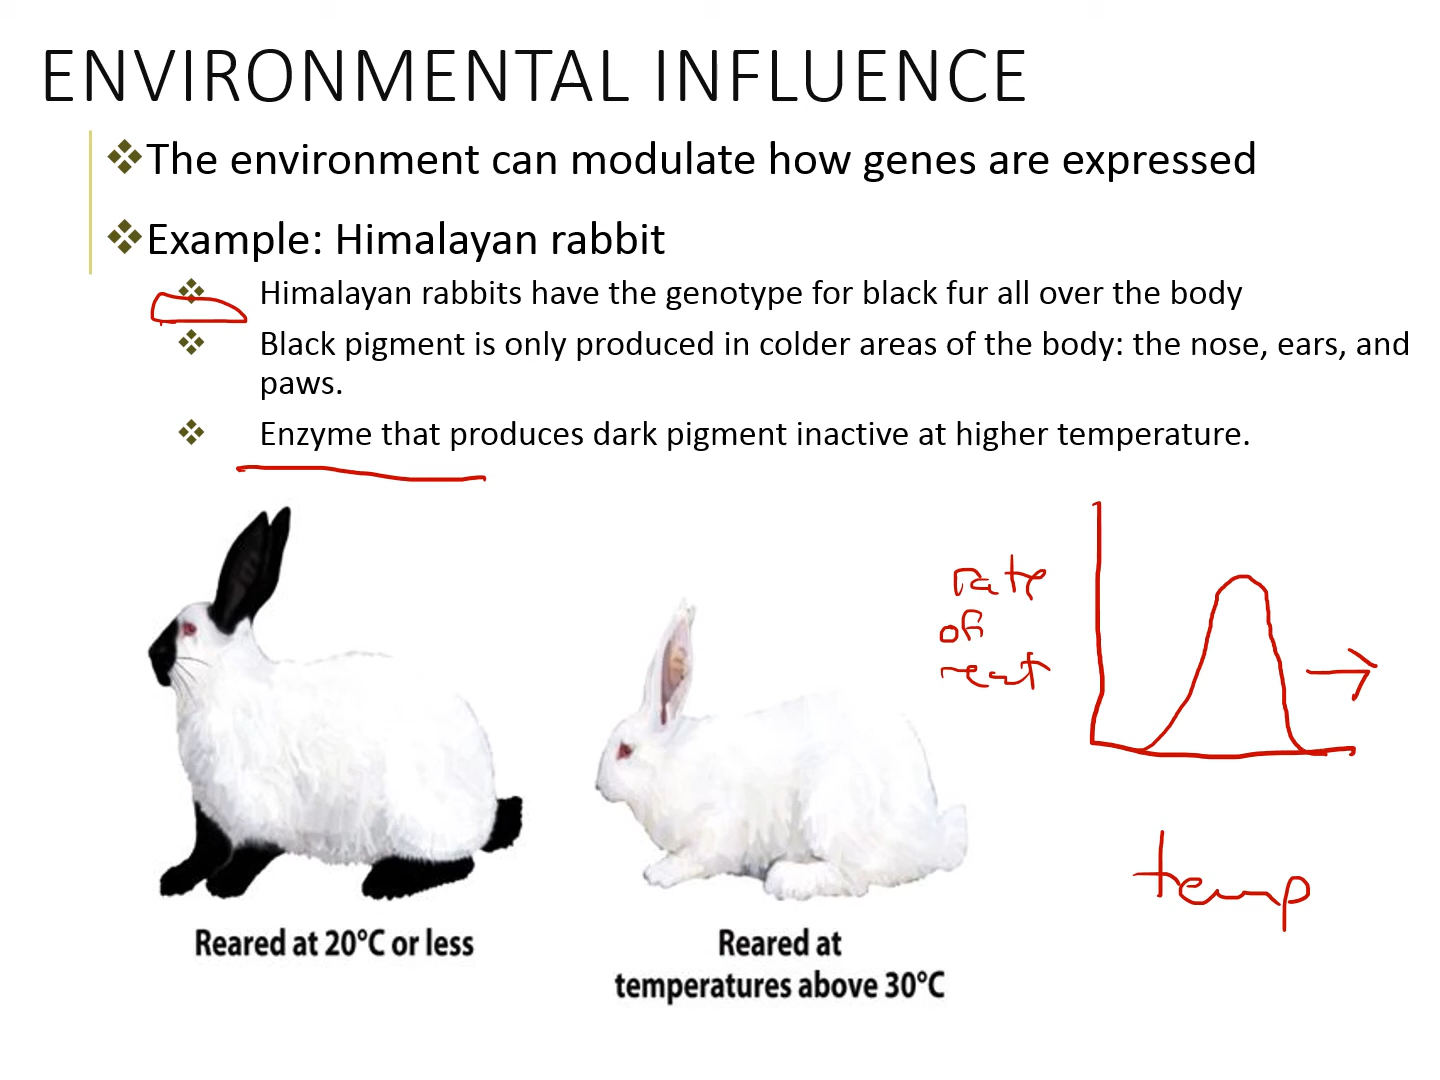 ENVIRONMENTAL INFLUENCE
The environment can modulate how genes are expressed
Example: Himalayan rabbit
Himalayan rabbits have the genotype for black fur all over the body
Black pigment is only produced in colder areas of the body: the nose, ears, and
paws.
Enzyme that produces dark pigment inactive at higher temperature.
rate
of
react
temp
Reared at 20°C or less
Reared at
temperatures above 30°C